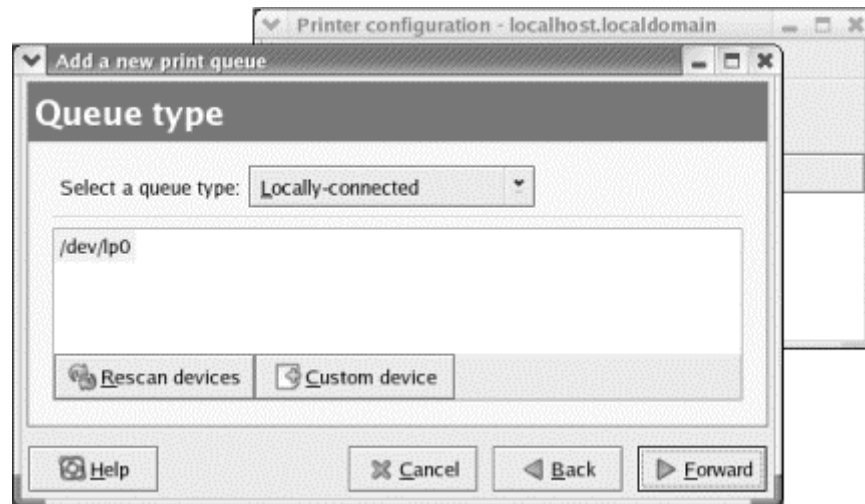 Printer configuration - localhost.localdomain
Add a new print queue
Queue type
Select a queue type: Locally-connected
/dev/lp0
Rescan devices Custom device
Help Cancel Back Forward